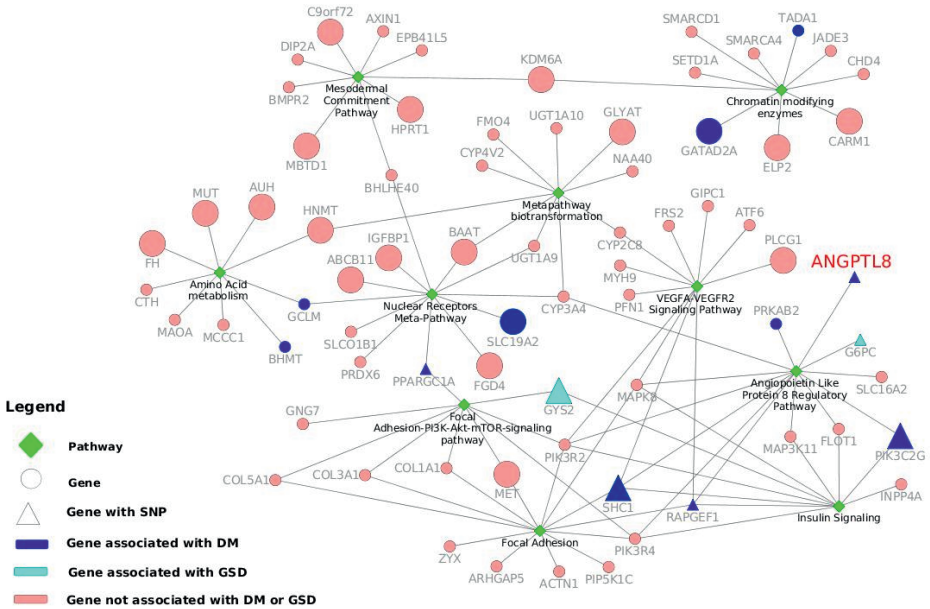 C9orf72
AXIN1
DIP2A
EPB41L5
BMPR2
Mesodermal
Commitment
Pathway
HPRT1
MBTD1
KDM6A
SMARCD1
TADA1
SMARCA4
JADE3
SETD1A
CHD4
Chromatin modifying
enzymes
GATAD2A
ELP2
CARM1
FMO4
UGT1A10
GLYAT
CYP4V2
NAA40
BHLHE40
Metapathway
biotransformation
MUT
AUH
HNMT
FH
CTH
Amino Acid
metabolism
MAOA
MCCC1
GCLM
BHMT
IGFBP1
BAAT
ABCB11
UGT1A9
CYP2C8
Nuclear Receptors
Meta-Pathway
SLCO1B1
PRDX6
PPARGC1A
SLC19A2
FGD4
CYP3A4
GIPC1
FRS2
ATF6
PLCG1
MYH9
PFN1
VEGFA-VEGFR2
Signaling Pathway
ANGPTL8
PRKAB2
G6PC
SLC16A2
Angiopoietin Like
Protein 8 Regulatory
Pathway
MAPK8
MAP3K11
FLOT1
PIK3C2G
INPP4A
Insulin Signaling
GYS2
GNG7
Focal
Adhesion-PI3K-Akt-mTOR-signaling
pathway
PIK3R2
COL5A1
COL3A1
COL1A1
MET
SHC1
RAPGEF1
PIK3R4
Focal Adhesion
ZYX
ARHGAP5
ACTN1
PIP5K1C
Legend
Pathway
Gene
Gene with SNP
Gene associated with DM
Gene associated with GSD
Gene not associated with DM or GSD